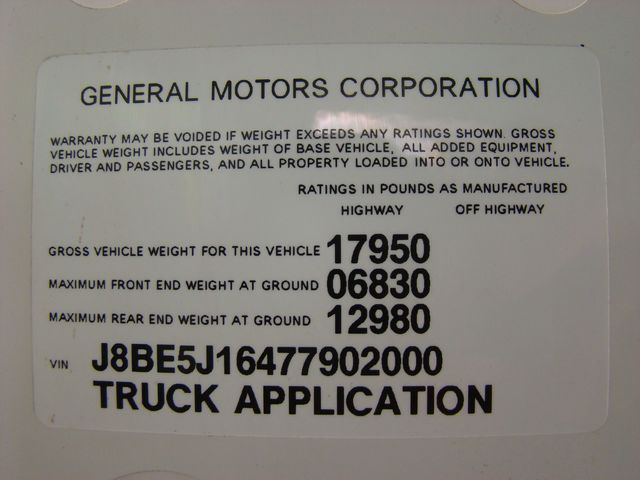 GENERAL MOTORS CORPORATION
WARRANTY MAY BE VOIDED IF WEIGHT EXCEEDS ANY RATINGS SHOWN. GROSS
VEHICLE WEIGHT INCLUDES WEIGHT OF BASE VEHICLE, ALL ADDED EQUIPMENT,
DRIVER AND PASSENGERS, AND ALL PROPERTY LOADED INTO OR ONTO VEHICLE.
RATINGS IN POUNDS AS MANUFACTURED
HIGHWAY OFF HIGHWAY
GROSS VEHICLE WEIGHT FOR THIS VEHICLE 17950
MAXIMUM FRONT END WEIGHT AT GROUND 06830
MAXIMUM REAR END WEIGHT AT GROUND 12980
VIN J8BE5J16477902000
TRUCK APPLICATION